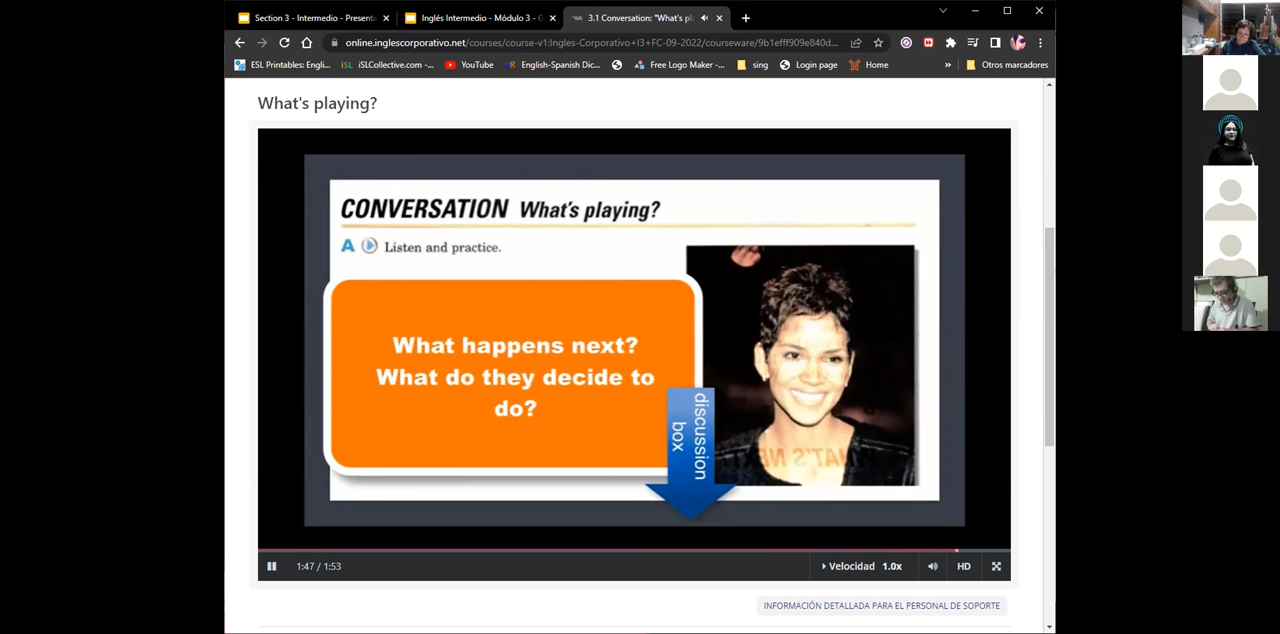 Section 3 - Intermedio - Presenta
Inglés Intermedio - Módulo 3 - G
3.1 Conversation: "What's pl
online.inglescorporativo.net/courses/course-v1:Ingles-Corporativo+I3+FC-09-2022/courseware/9b1efff909e840d...
ESL Printables: Engli...
iSLCollective.com -...
YouTube
English-Spanish Dic...
Free Logo Maker -...
sing
Login page
Home
»
Otros marcadores
What's playing?
CONVERSATION What's playing?
A Listen and practice.
What happens next?
What do they decide to
do?
discussion
box
1:47 / 1:53
Velocidad 1.0x
HD
INFORMACIÓN DETALLADA PARA EL PERSONAL DE SOPORTE